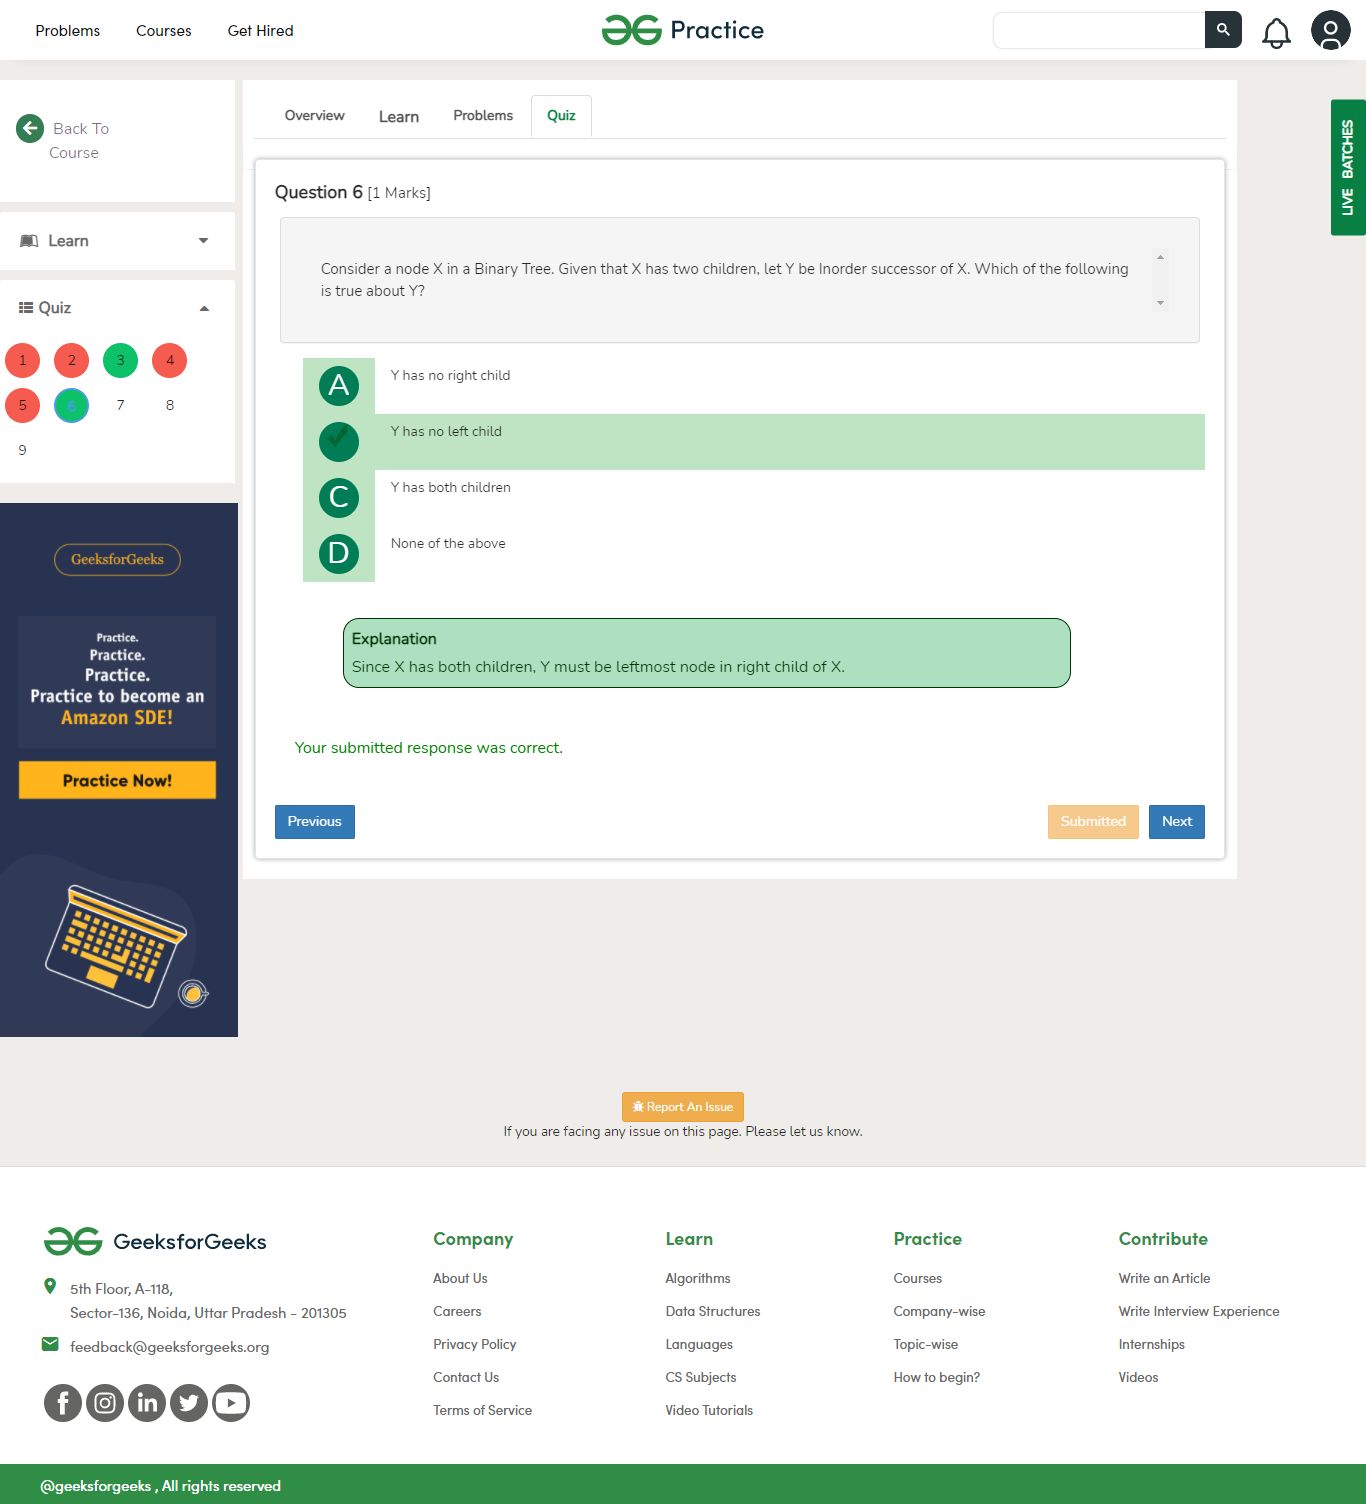 Problems
Courses
Get Hired
Practice
Back To
Course
Learn
Quiz
1 2 3 4
5 6 7 8
9
GeeksforGeeks
Practice.
Practice.
Practice.
Practice to become an
Amazon SDE!
Practice Now!
Overview
Learn
Problems
Quiz
LIVE BATCHES
Question 6 [1 Marks]
Consider a node X in a Binary Tree. Given that X has two children, let Y be Inorder successor of X. Which of the following
is true about Y?
A Y has no right child
Y has no left child
C Y has both children
D None of the above
Explanation
Since X has both children, Y must be leftmost node in right child of X.
Your submitted response was correct.
Previous
Submitted
Next
Report An Issue
If you are facing any issue on this page. Please let us know.
GeeksforGeeks
5th Floor, A-118,
Sector-136, Noida, Uttar Pradesh - 201305
feedback@geeksforgeeks.org
Company
About Us
Careers
Privacy Policy
Contact Us
Terms of Service
Learn
Algorithms
Data Structures
Languages
CS Subjects
Video Tutorials
Practice
Courses
Company-wise
Topic-wise
How to begin?
Contribute
Write an Article
Write Interview Experience
Internships
Videos
@geeksforgeeks , All rights reserved